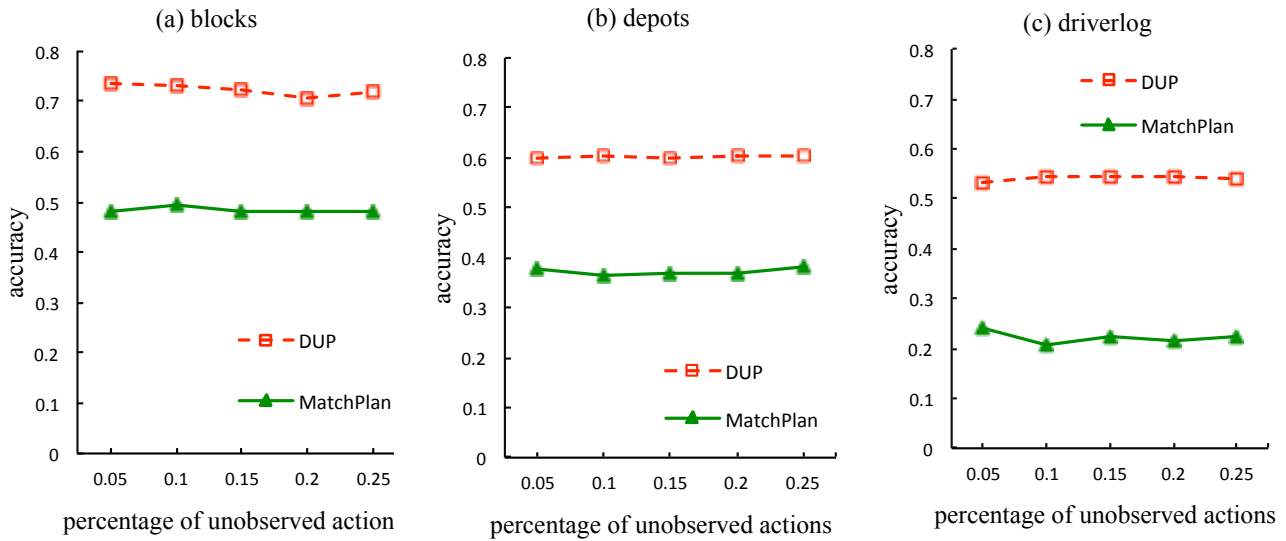 (a) blocks
0.8
0.7
0.6
0.5
0.4
0.3
0.2
0.1
0
accuracy
DUP
MatchPlan
0.05 0.1 0.15 0.2 0.25
percentage of unobserved action
(b) depots
0.8
0.7
0.6
0.5
0.4
0.3
0.2
0.1
0
accuracy
DUP
MatchPlan
0.05 0.1 0.15 0.2 0.25
percentage of unobserved actions
(c) driverlog
0.8
0.7
0.6
0.5
0.4
0.3
0.2
0.1
0
accuracy
DUP
MatchPlan
0.05 0.1 0.15 0.2 0.25
percentage of unobserved actions